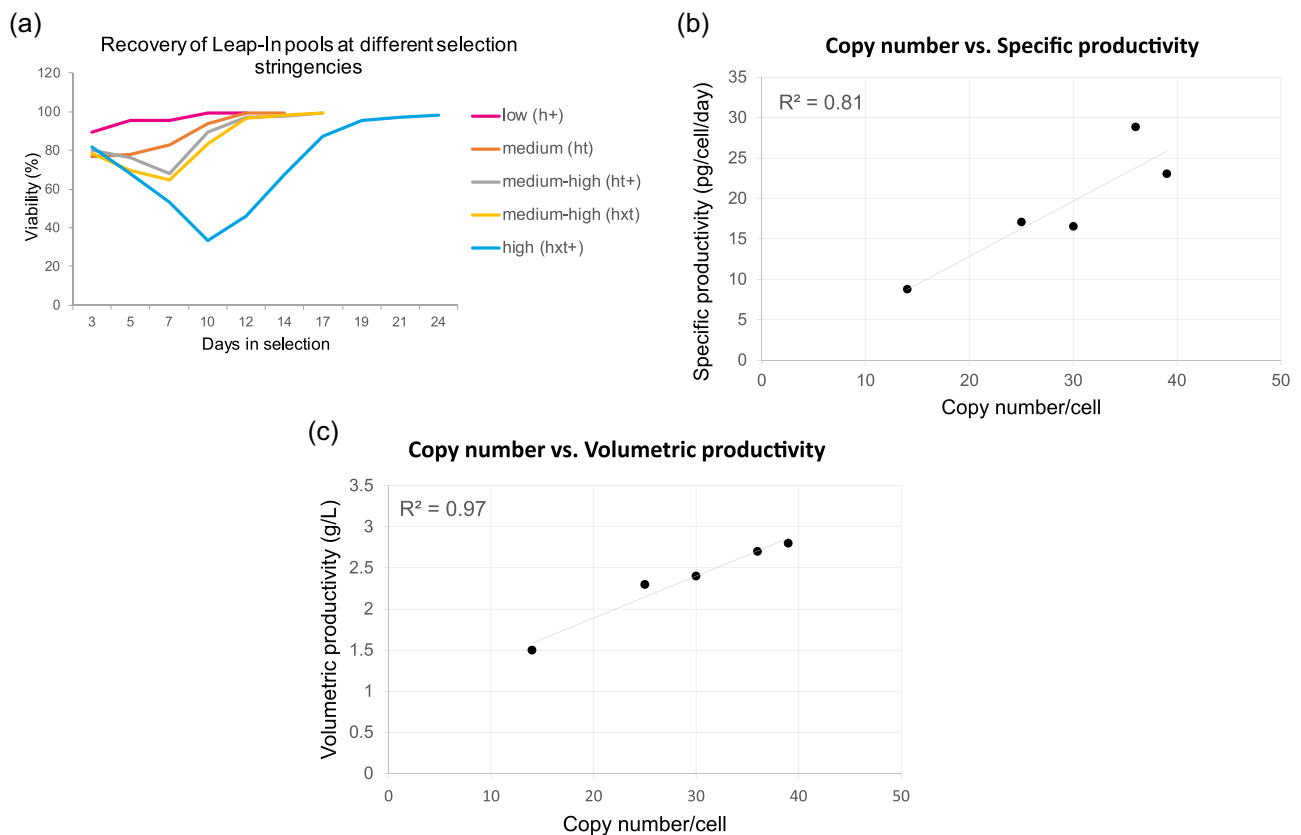 (a)
Recovery of Leap-In pools at different selection
stringencies
Viability (%)
120
100
80
60
40
20
0
3 5 7 10 12 14 17 19 21 24
Days in selection
low (h+)
medium (ht)
medium-high (ht+)
medium-high (hxt)
high (hxt+)
(b)
Copy number vs. Specific productivity
R² = 0.81
Specific productivity (pg/cell/day)
35
30
25
20
15
10
5
0
0 10 20 30 40 50
Copy number/cell
(c)
Copy number vs. Volumetric productivity
R² = 0.97
Volumetric productivity (g/L)
3.5
3
2.5
2
1.5
1
0.5
0
0 10 20 30 40 50
Copy number/cell